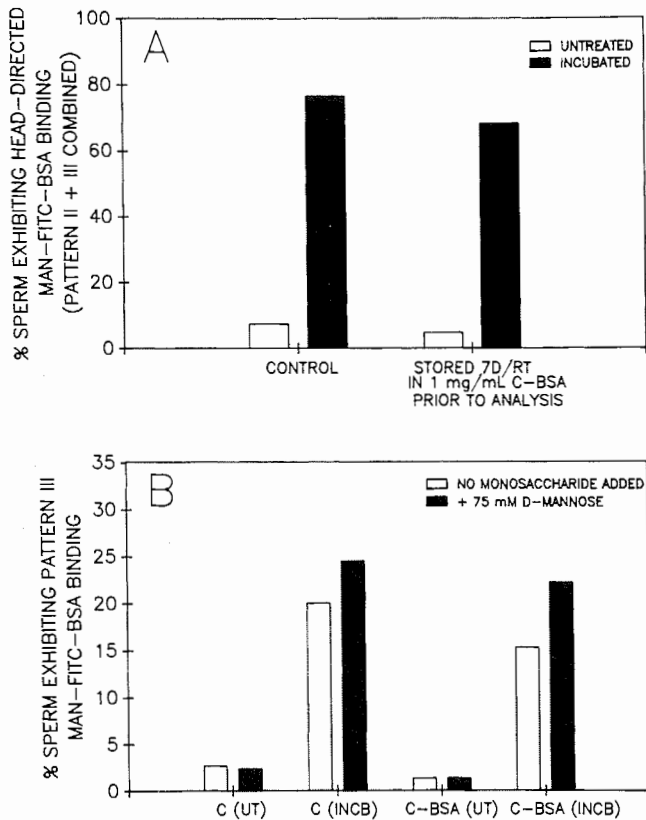 A
% SPERM EXHIBITING HEAD-DIRECTED
MAN-FITC-BSA BINDING
(PATTERN II + III COMBINED)
100
80
60
40
20
0
UNTREATED
INCUBATED
CONTROL
STORED 7D/RT
IN 1 mg/mL C-BSA
PRIOR TO ANALYSIS
B
% SPERM EXHIBITING PATTERN III
MAN-FITC-BSA BINDING
35
30
25
20
15
10
5
0
NO MONOSACCHARIDE ADDED
+ 75 mM D-MANNOSE
C (UT)
C (INCB)
C-BSA (UT)
C-BSA (INCB)